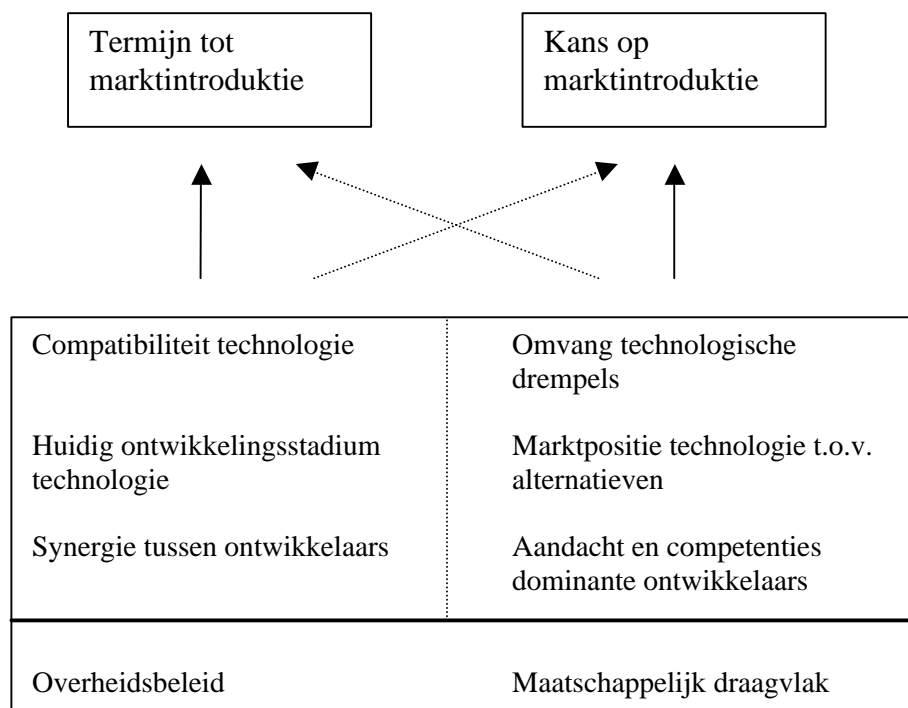 Termijn tot
marktintroduktie
Kans op
marktintroduktie
Compatibiliteit technologie
Omvang technologische
drempels
Huidig ontwikkelingsstadium
technologie
Marktpositie technologie t.o.v.
alternatieven
Synergie tussen ontwikkelaars
Aandacht en competenties
dominante ontwikkelaars
Overheidsbeleid
Maatschappelijk draagvlak